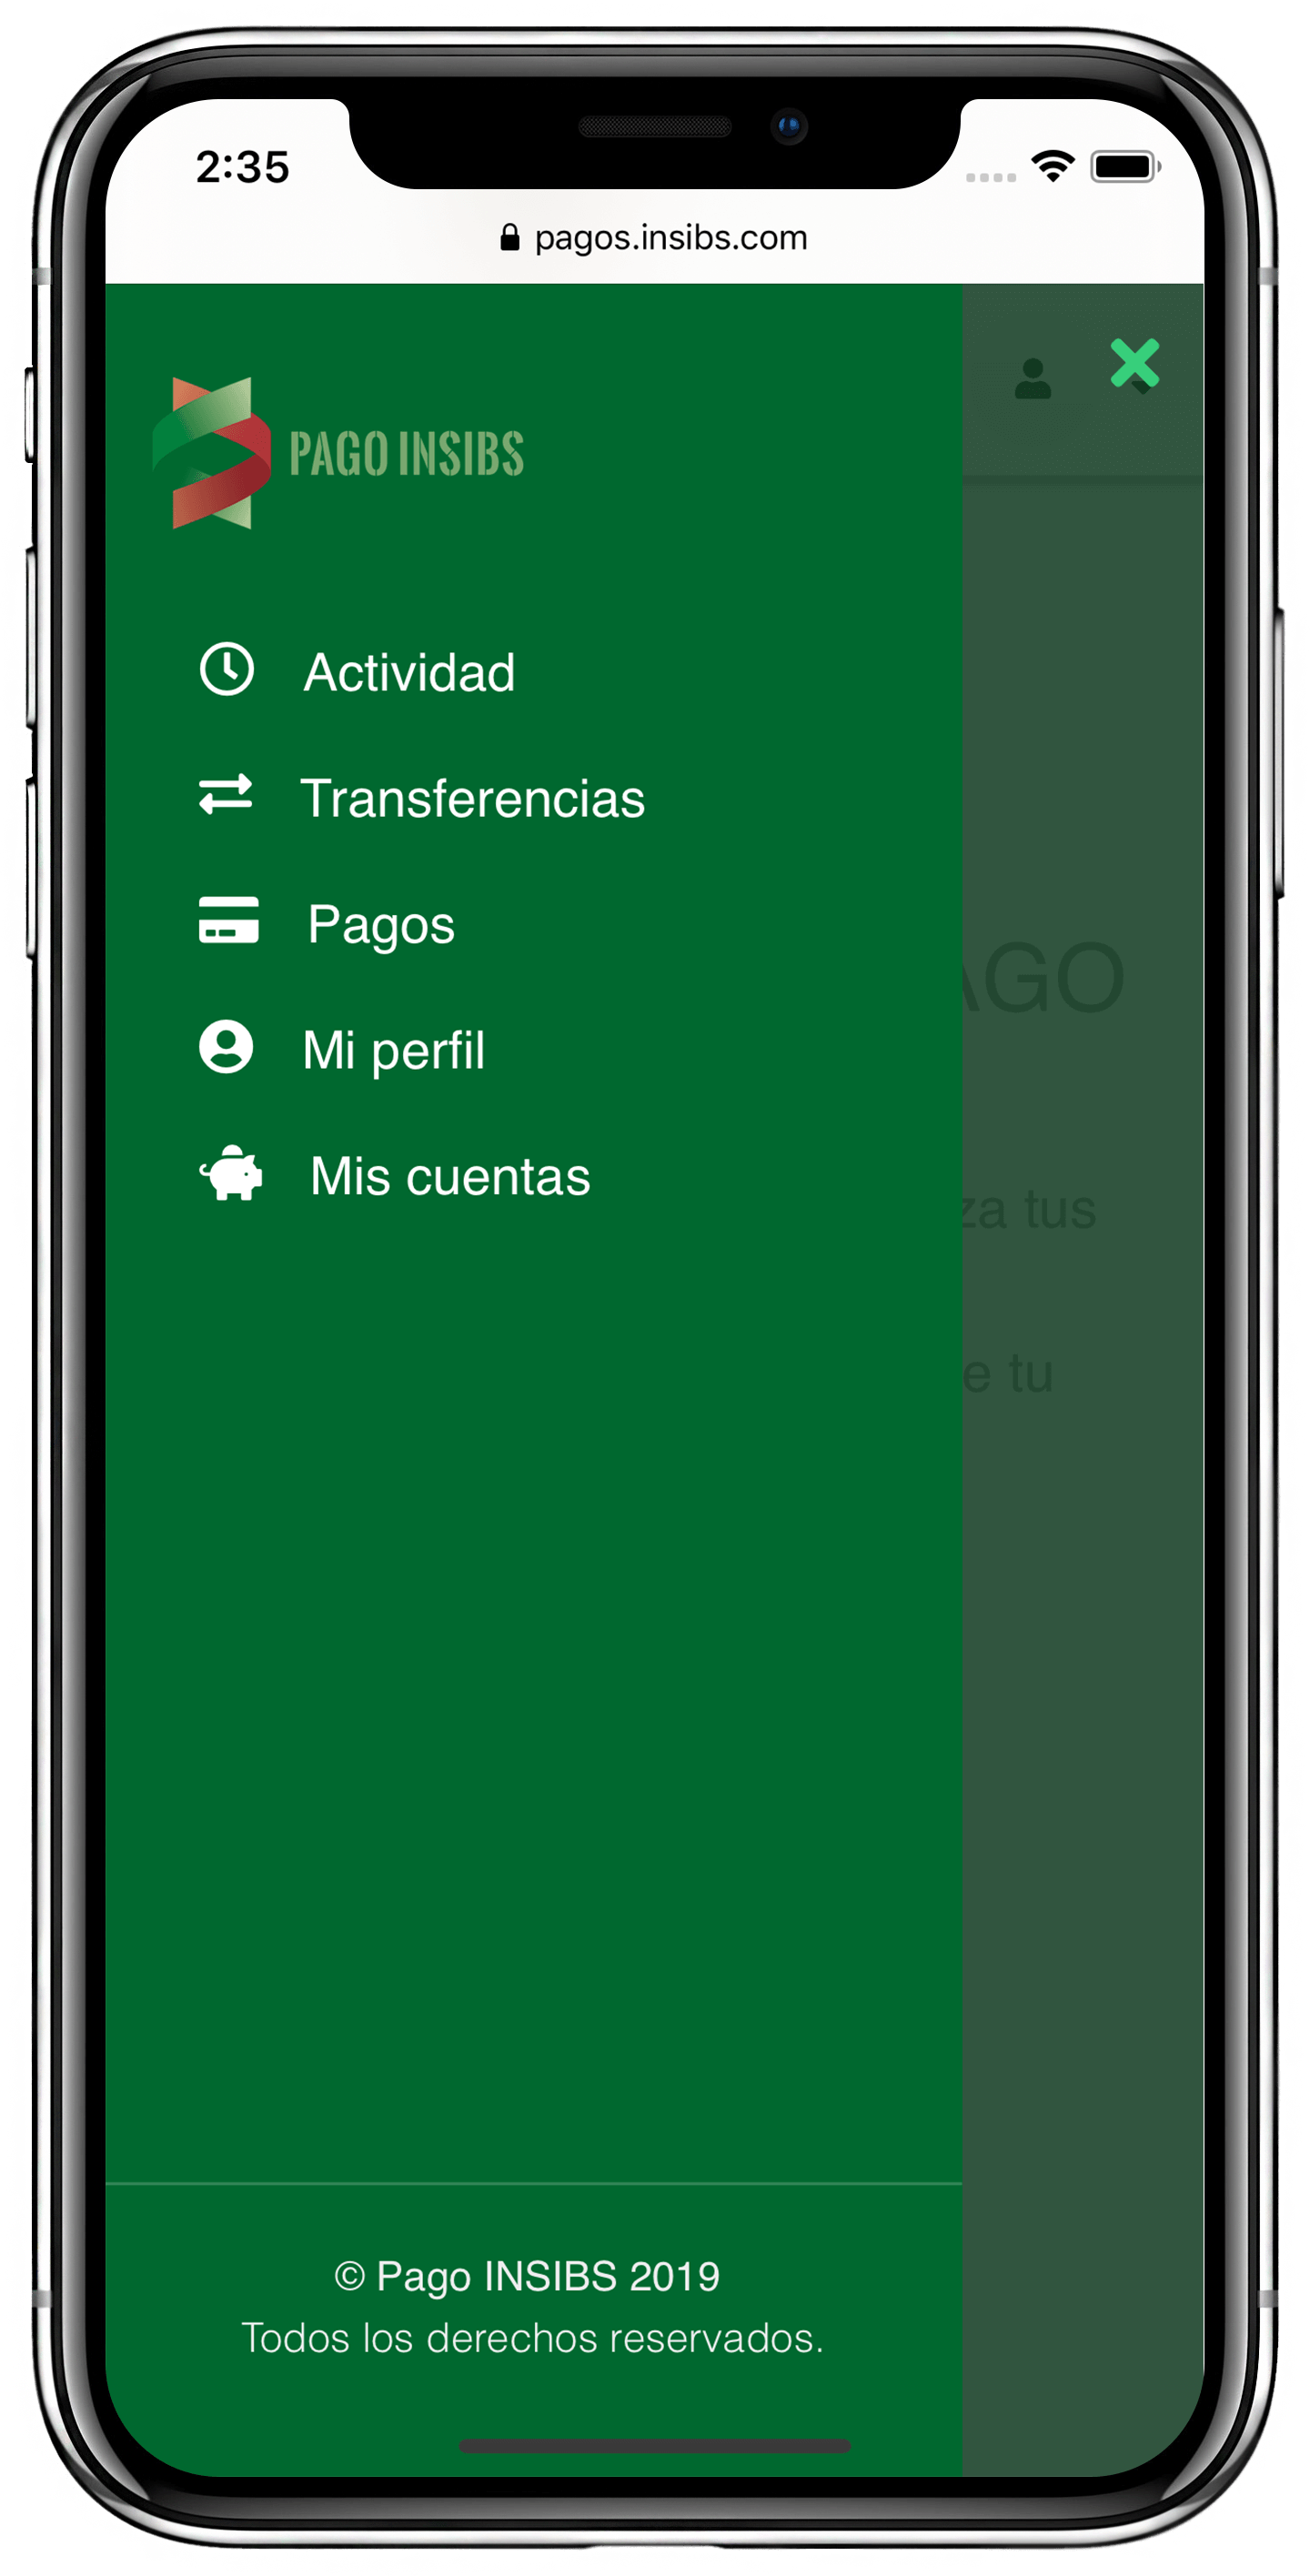 2:35
pagos.insibs.com
PAGO INSIBS
Actividad
Transferencias
Pagos
AGO
Mi perfil
Mis cuentas
za tus
e tu
© Pago INSIBS 2019
Todos los derechos reservados.